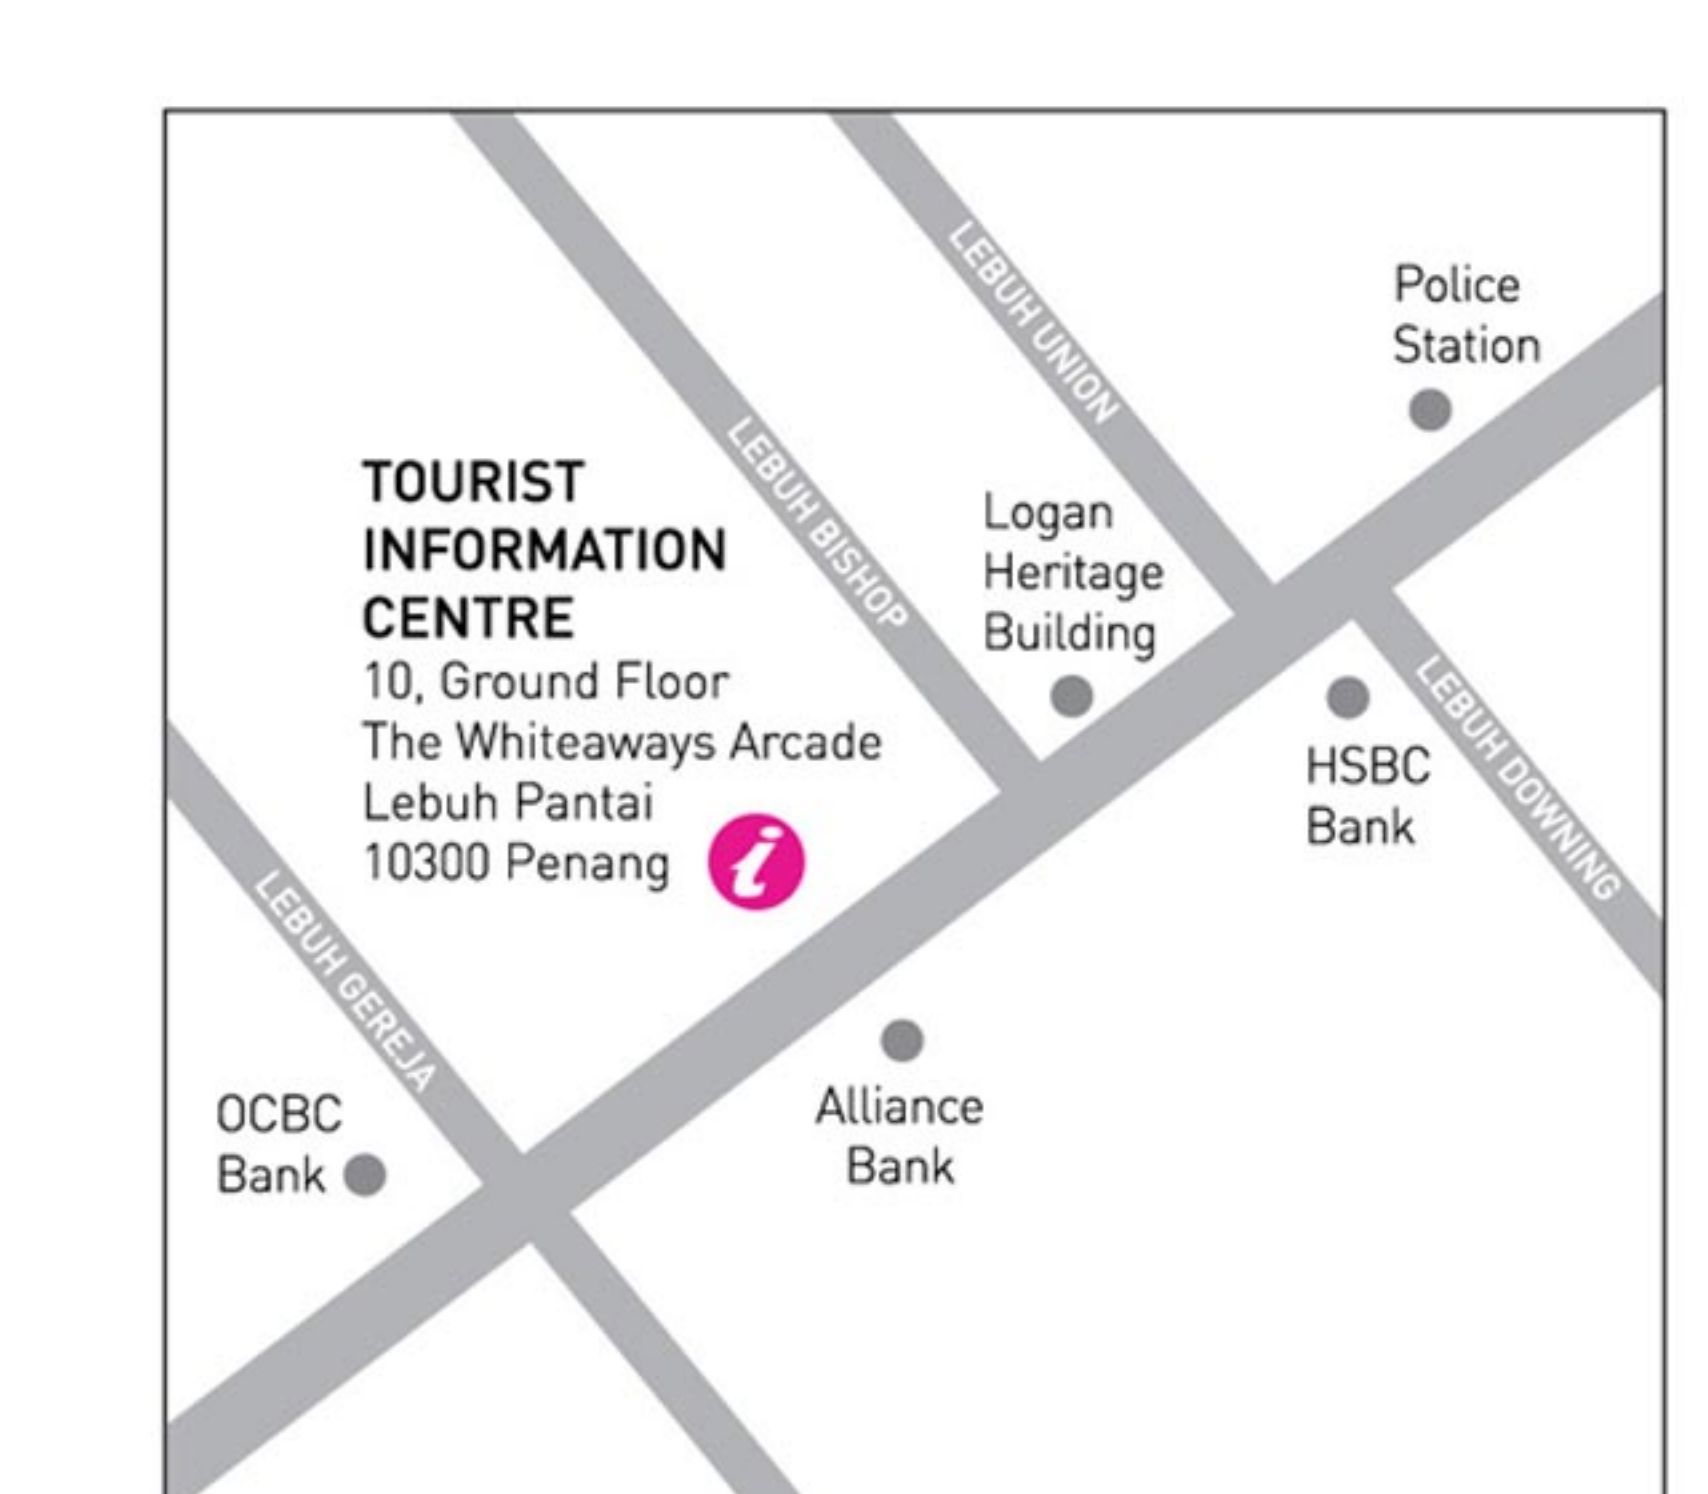 LEBUH UNION
Police
Station
LEBUH BISHOP
TOURIST
INFORMATION
CENTRE
10, Ground Floor
The Whiteaways Arcade
Lebuh Pantai
10300 Penang
i
Logan
Heritage
Building
HSBC
Bank
LEBUH DOWNING
LEBUH GEREJA
OCBC
Bank
Alliance
Bank